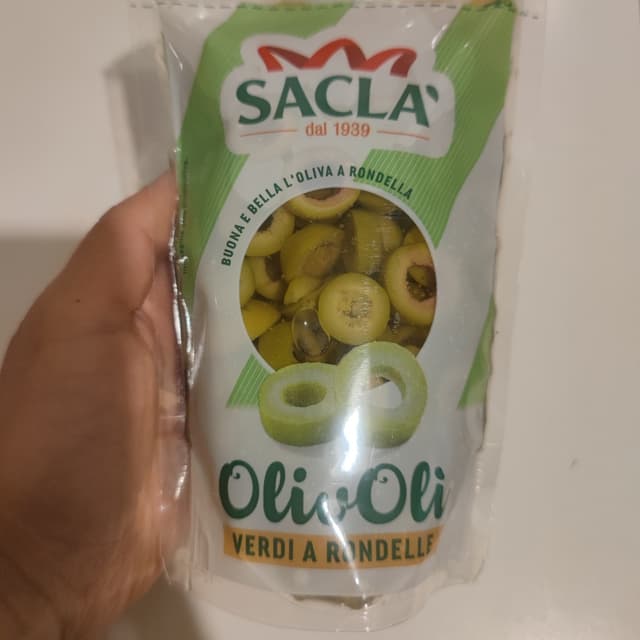 SACLA'
dal 1939
BUONA E BELLA L'OLIVA A RONDELLA
OlivOlì
VERDI A RONDELLE